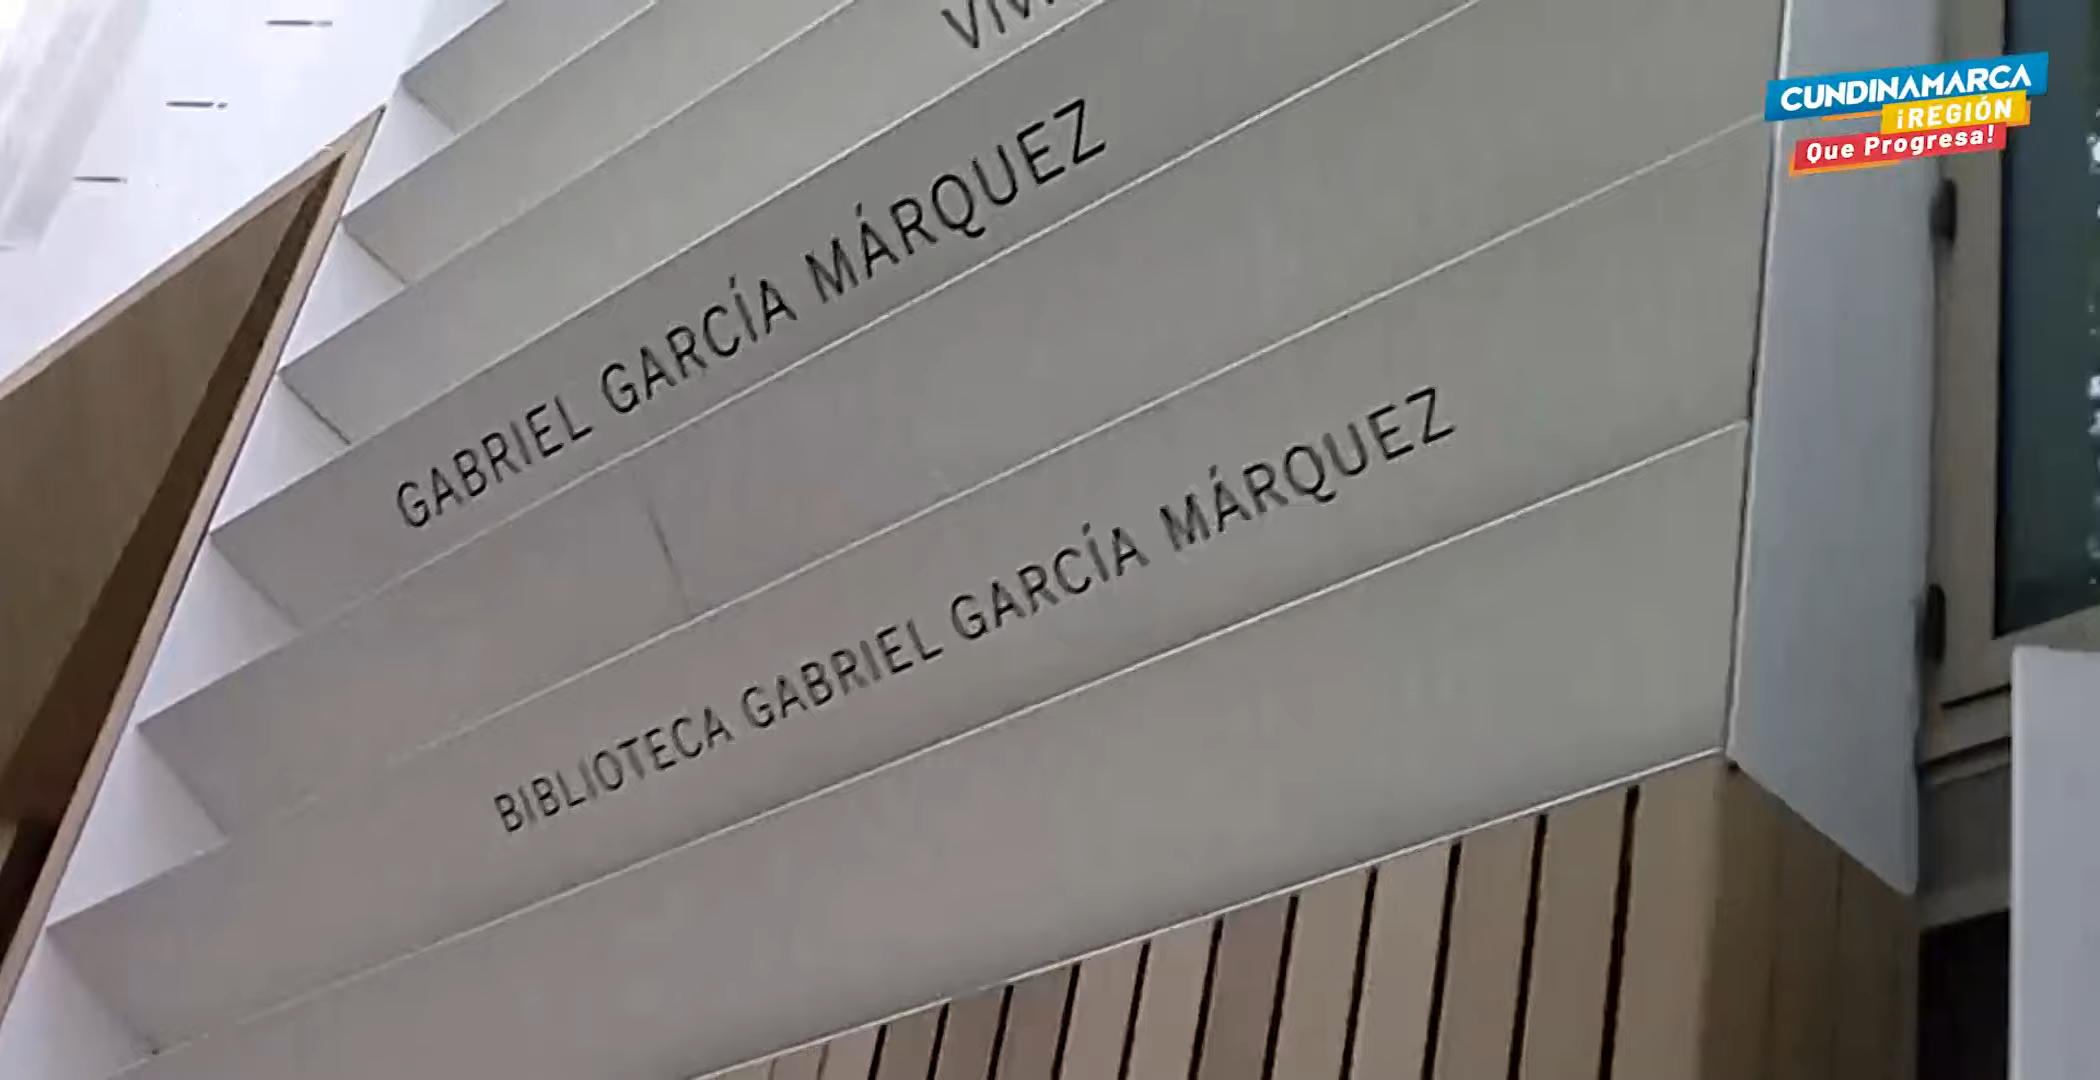 GABRIEL GARCÍA MÁRQUEZ
BIBLIOTECA GABRIEL GARCÍA MÁRQUEZ
CUNDINAMARCA
¡REGIÓN
Que Progresa!